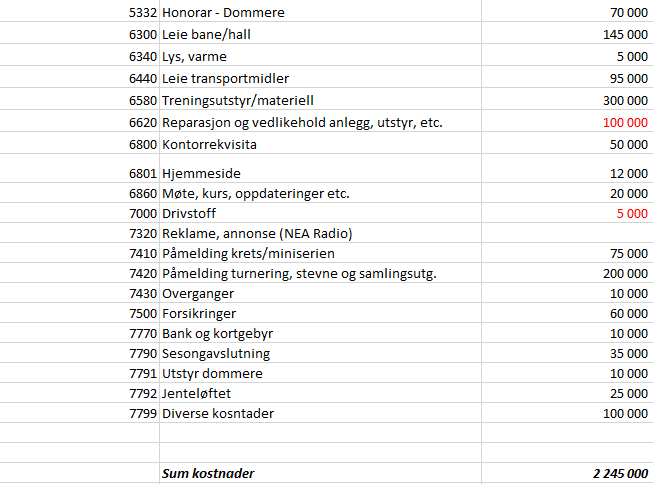 5332 Honorar - Dommere 70 000
6300 Leie bane/hall 145 000
6340 Lys, varme 5 000
6440 Leie transportmidler 95 000
6580 Treningsutstyr/materiell 300 000
6620 Reparasjon og vedlikehold anlegg, utstyr, etc. 100 000
6800 Kontorrekvisita 50 000
6801 Hjemmeside 12 000
6860 Møte, kurs, oppdateringer etc. 20 000
7000 Drivstoff 5 000
7320 Reklame, annonse (NEA Radio)
7410 Påmelding krets/miniserien 75 000
7420 Påmelding turnering, stevne og samlingsutg. 200 000
7430 Overganger 10 000
7500 Forsikringer 60 000
7770 Bank og kortgebyr 10 000
7790 Sesongavslutning 35 000
7791 Utstyr dommere 10 000
7792 Jenteløftet 25 000
7799 Diverse kosntader 100 000
Sum kostnader 2 245 000